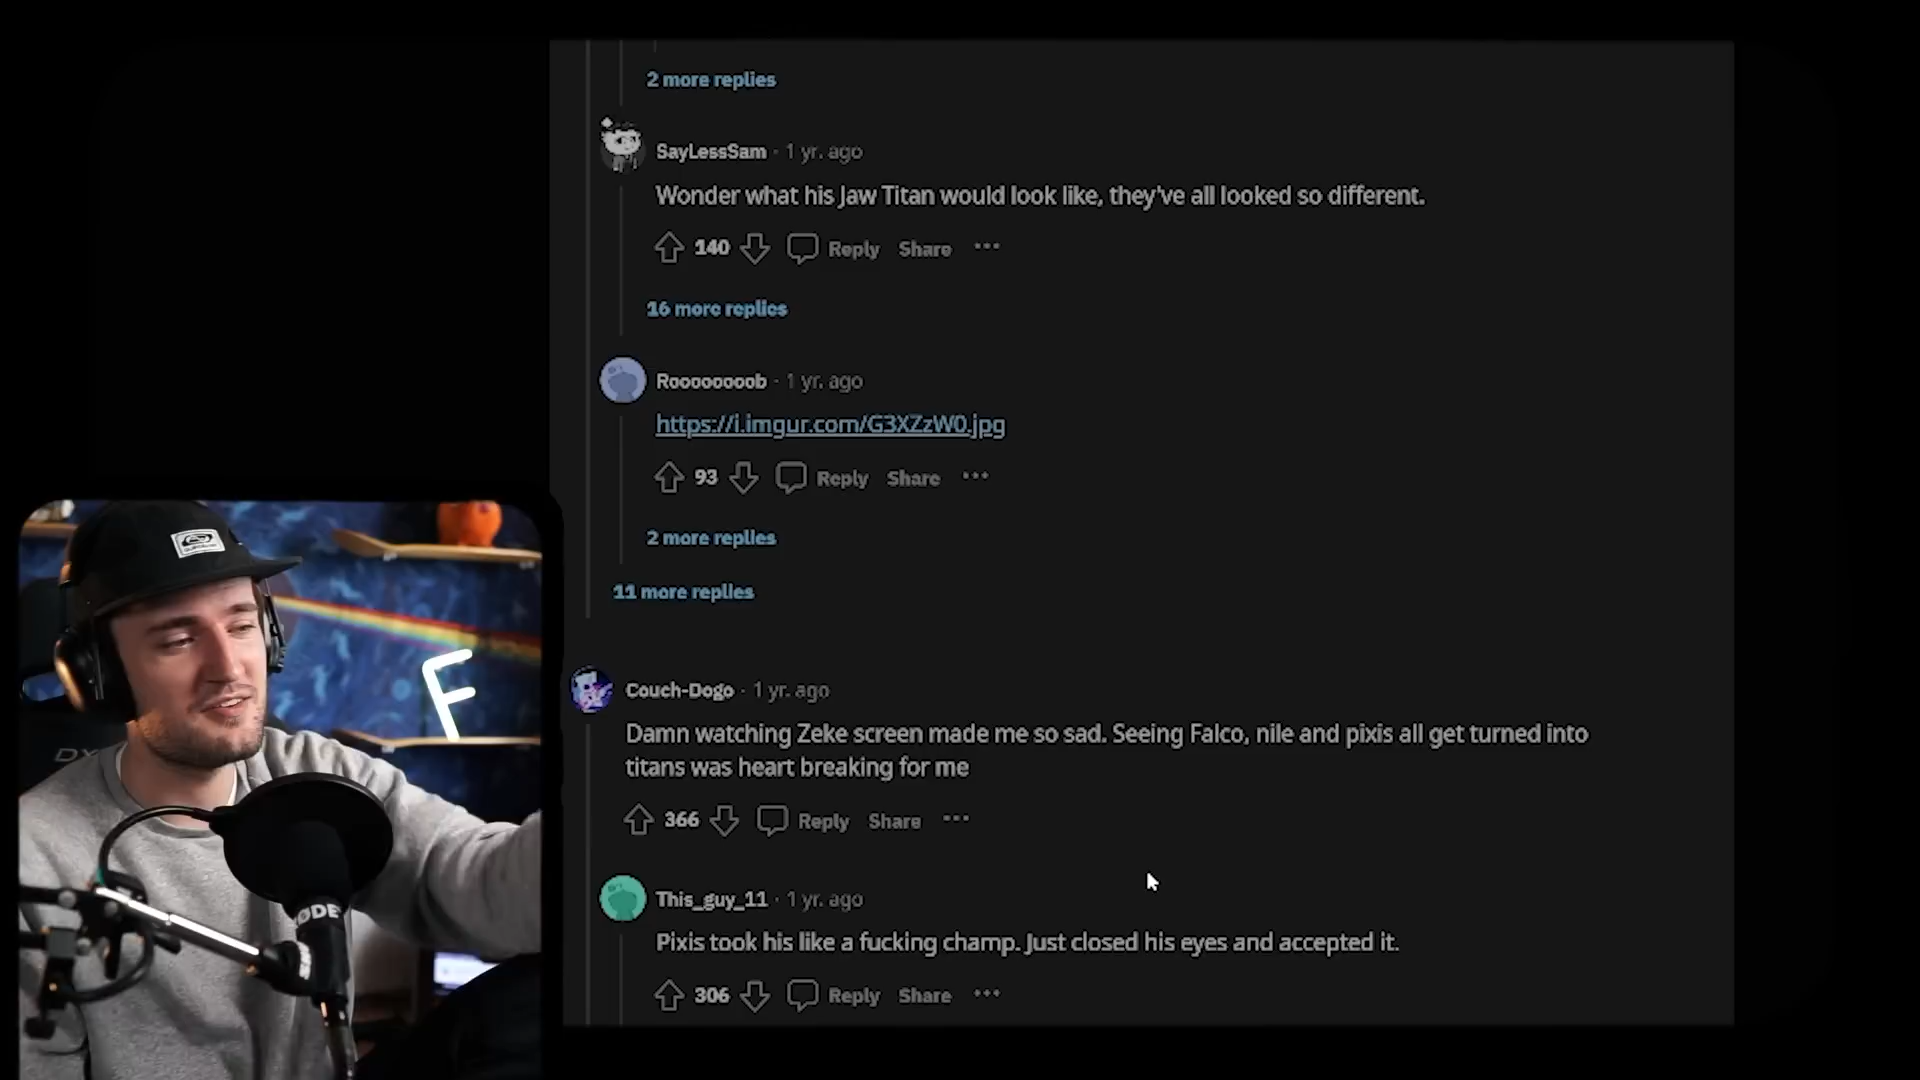 2 more replies
SayLessSam · 1 yr. ago
Wonder what his Jaw Titan would look like, they've all looked so different.
140 Reply Share ···
16 more replies
Roooooooob · 1 yr. ago
https://i.imgur.com/G3XZzW0.jpg
93 Reply Share ···
2 more replies
11 more replies
F
Couch-Dogo · 1 yr. ago
Damn watching Zeke screen made me so sad. Seeing Falco, nile and pixis all get turned into
titans was heart breaking for me
DX
366 Reply Share ···
This_guy_11 · 1 yr. ago
RØDE
Pixis took his like a fucking champ. Just closed his eyes and accepted it.
306 Reply Share ···